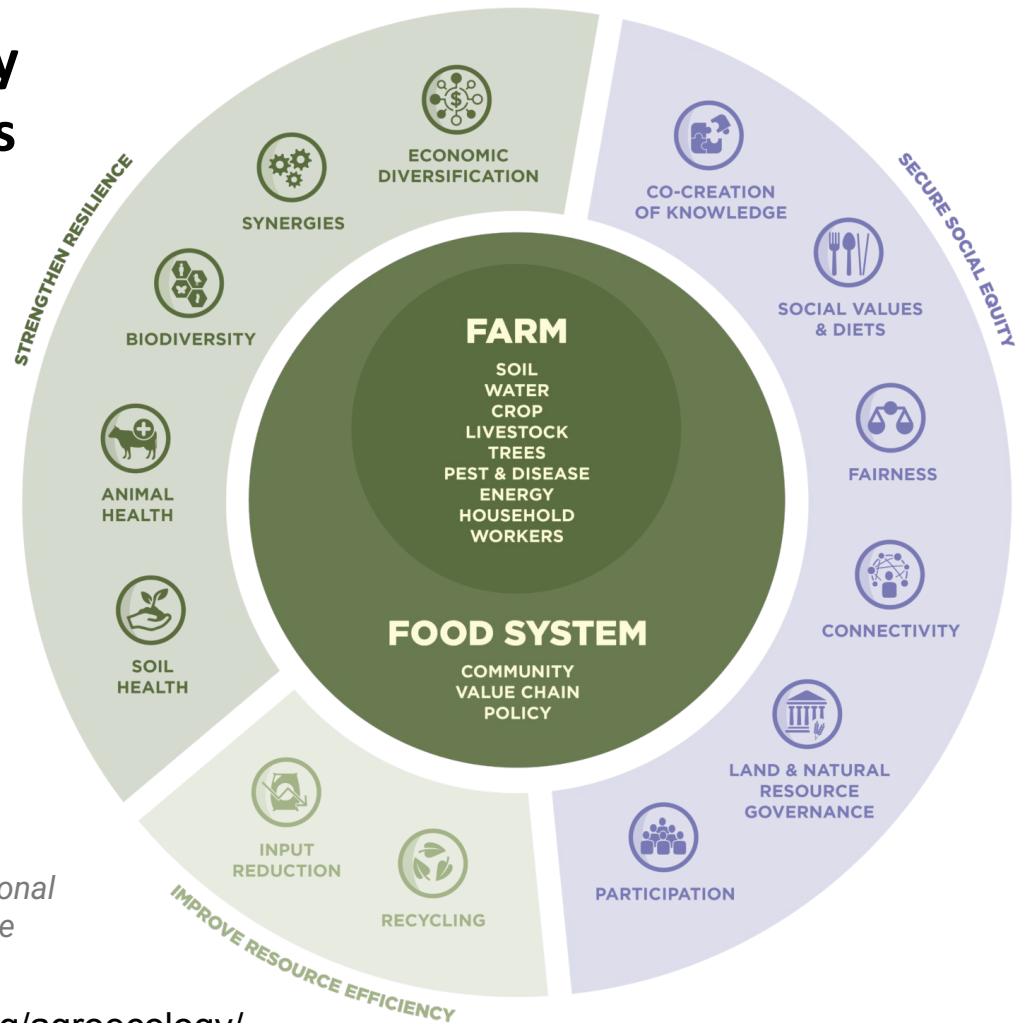 y
s
STRENGTHEN RESILIENCE
ECONOMIC
DIVERSIFICATION
SYNERGIES
BIODIVERSITY
ANIMAL
HEALTH
SOIL
HEALTH
SECURE SOCIAL EQUITY
CO-CREATION
OF KNOWLEDGE
SOCIAL VALUES
& DIETS
FAIRNESS
CONNECTIVITY
LAND & NATURAL
RESOURCE
GOVERNANCE
PARTICIPATION
FARM
SOIL
WATER
CROP
LIVESTOCK
TREES
PEST & DISEASE
ENERGY
HOUSEHOLD
WORKERS
FOOD SYSTEM
COMMUNITY
VALUE CHAIN
POLICY
INPUT
REDUCTION
RECYCLING
IMPROVE RESOURCE EFFICIENCY
onal
e
g/agroecology/